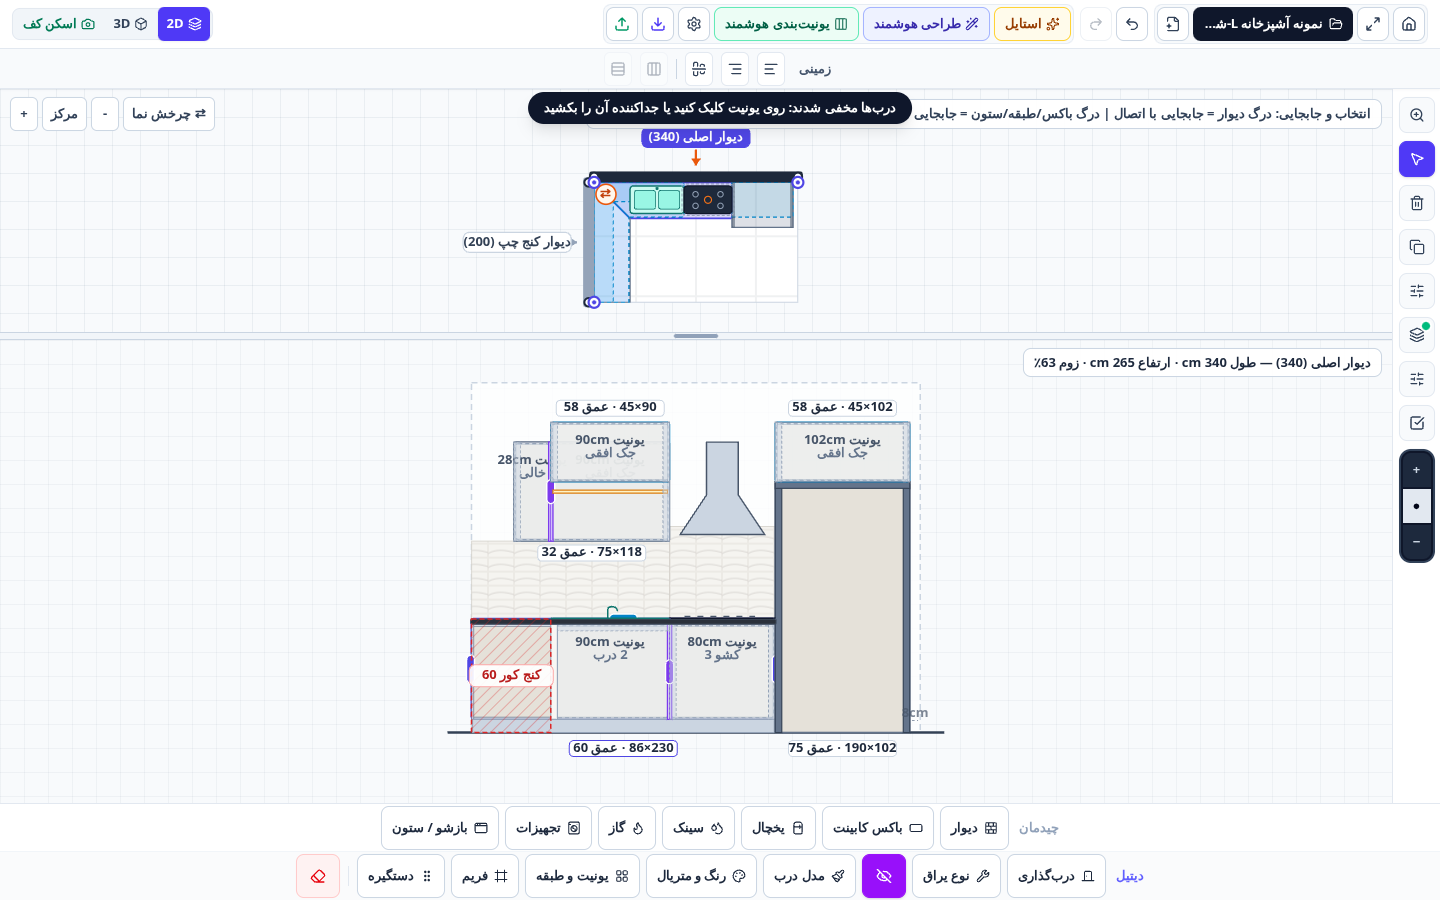 نمونه آشپزخانه L-ش...
استایل
طراحی هوشمند
یونیت‌بندی هوشمند
2D
3D
اسکن کف
زمینی
انتخاب و جابجایی: درگ دیوار = جابجایی با اتصال | درگ باکس/طبقه/ستون = جابجایی
درب‌ها مخفی شدند: روی یونیت کلیک کنید یا جداکننده آن را بکشید
⇄ چرخش نما
-
مرکز
+
دیوار اصلی (340)
دیوار کنج چپ (200)
دیوار اصلی (340) — طول 340 cm · ارتفاع 265 cm · زوم 63٪
90×45 · عمق 58
102×45 · عمق 58
یونیت 90cm
جک افقی
یونیت 102cm
جک افقی
28cm
خالی
118×75 · عمق 32
یونیت 90cm
2 درب
یونیت 80cm
3 کشو
کنج کور 60
8cm
230×86 · عمق 60
102×190 · عمق 75
+
−
چیدمان
دیوار
باکس کابینت
یخچال
سینک
گاز
تجهیزات
بازشو / ستون
دیتیل
درب‌گذاری
نوع یراق
مدل درب
رنگ و متریال
یونیت و طبقه
فریم
دستگیره